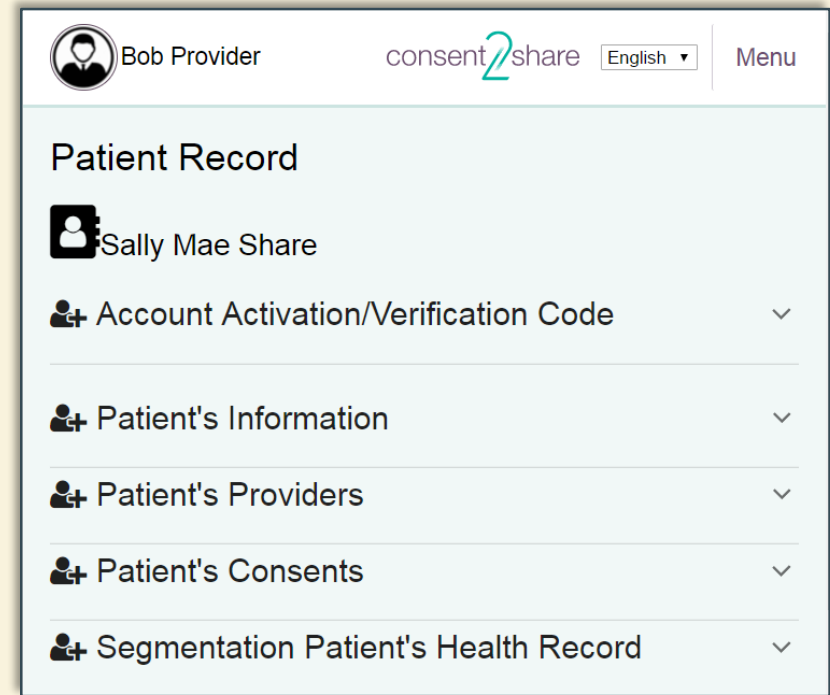 Bob Provider consent2share English Menu
Patient Record
Sally Mae Share
Account Activation/Verification Code
Patient's Information
Patient's Providers
Patient's Consents
Segmentation Patient's Health Record